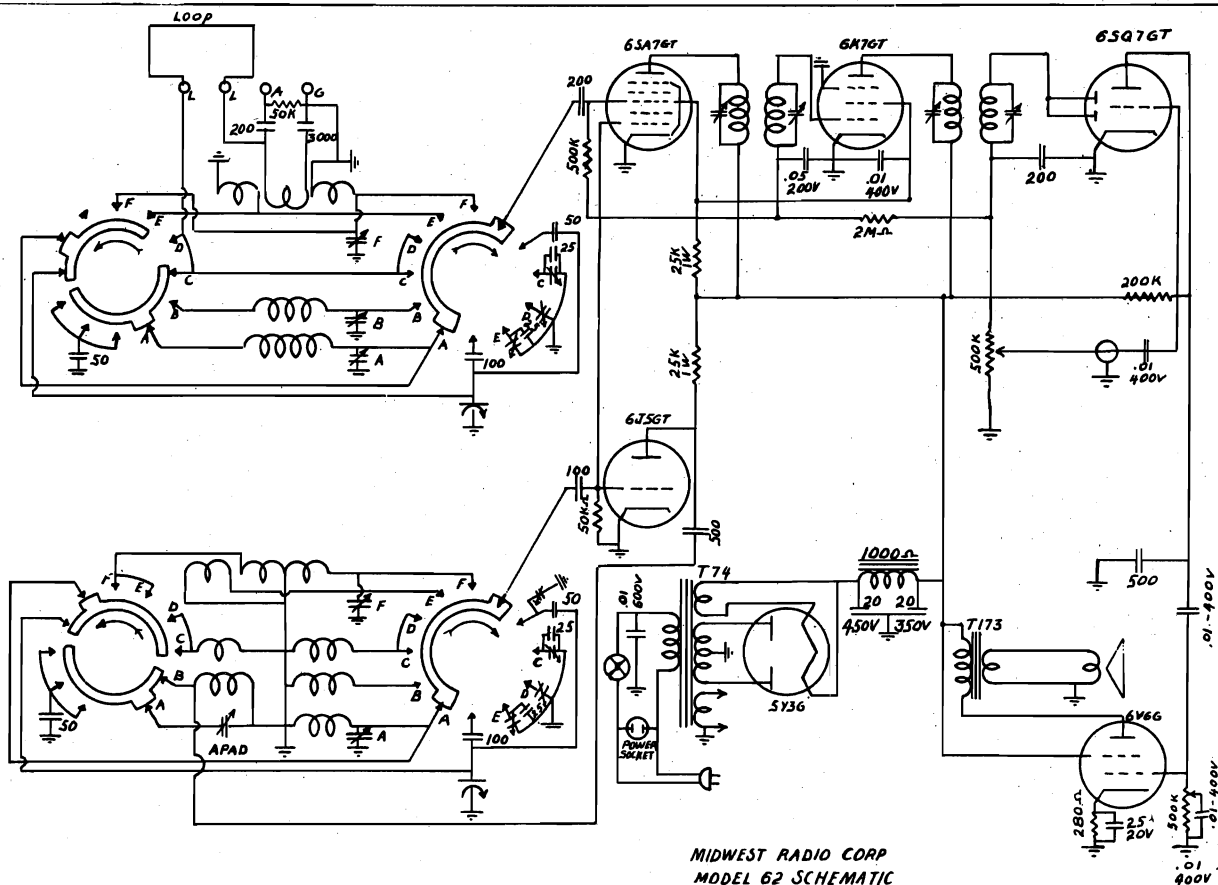 LOOP
L
L
A
G
50K
200
3000
6SA7GT
6K7GT
6SQ7GT
200
500K
.05
200V
.01
400V
200
2MΩ
F
E
D
C
B
A
F
B
A
50
F
E
D
C
B
A
50
25
C
D
E
100
25K
1W
25K
1W
200K
500K
.01
400V
6J5GT
100
50KΩ
500
F
E
D
C
B
A
50
APAD
F
A
F
E
D
C
B
A
50
25
C
D
E
100
T74
.01
600V
POWER
SOCKET
5Y3G
1000Ω
20
20
450V
350V
500
.01-400V
T173
6V6G
280Ω
25
20V
500K
.01-400V
.01
400V
MIDWEST RADIO CORP
MODEL 62 SCHEMATIC